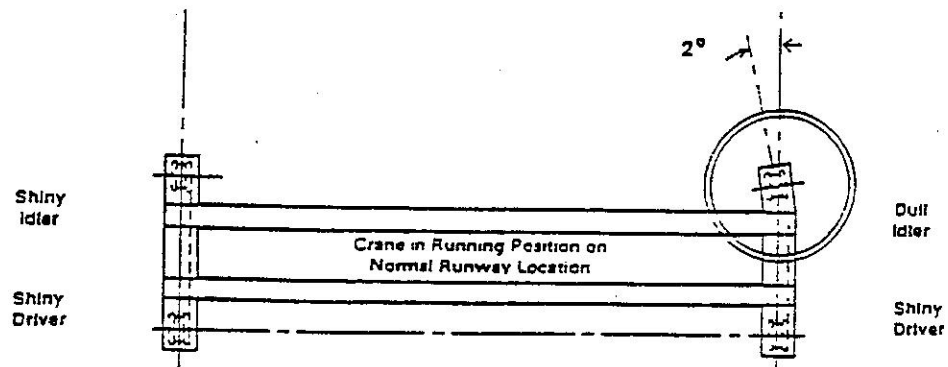 2°
Shiny
Idler
Dull
Idler
Crane in Running Position on
Normal Runway Location
Shiny
Driver
Shiny
Driver